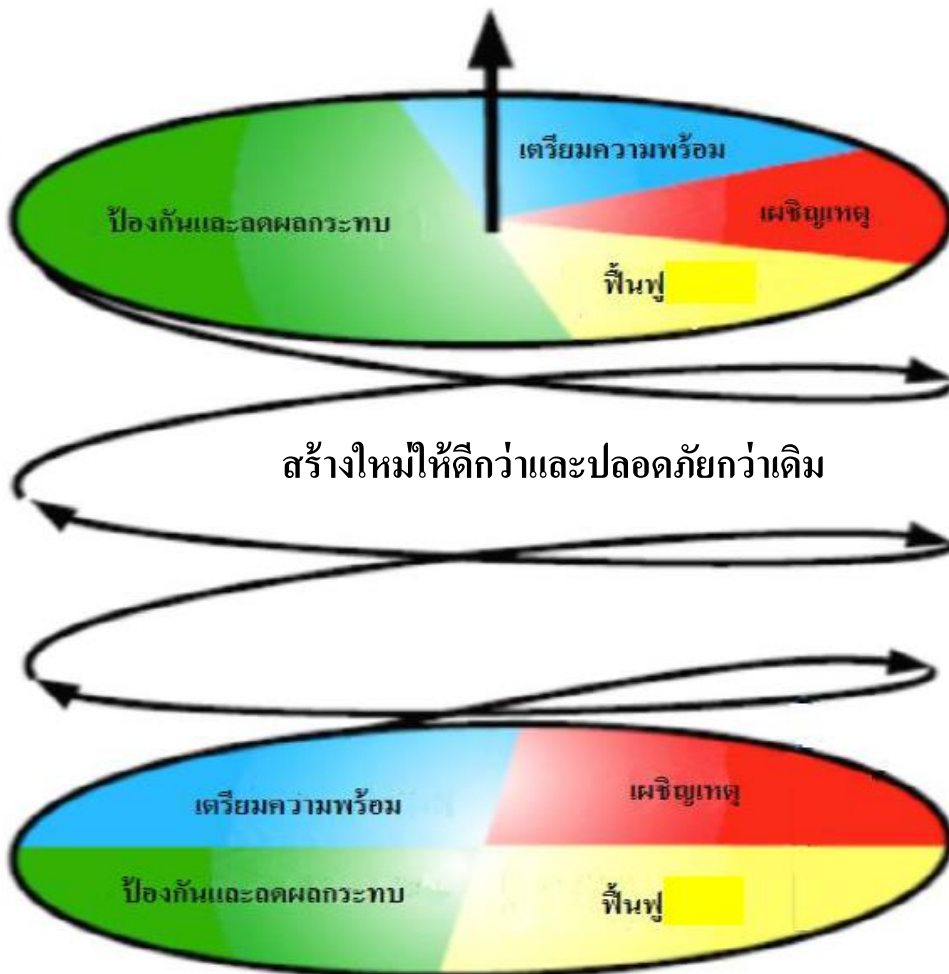 เตรียมความพร้อม
ป้องกันและลดผลกระทบ
เผชิญเหตุ
ฟื้นฟู
สร้างใหม่ให้ดีกว่าและปลอดภัยกว่าเดิม
เตรียมความพร้อม
เผชิญเหตุ
ป้องกันและลดผลกระทบ
ฟื้นฟู